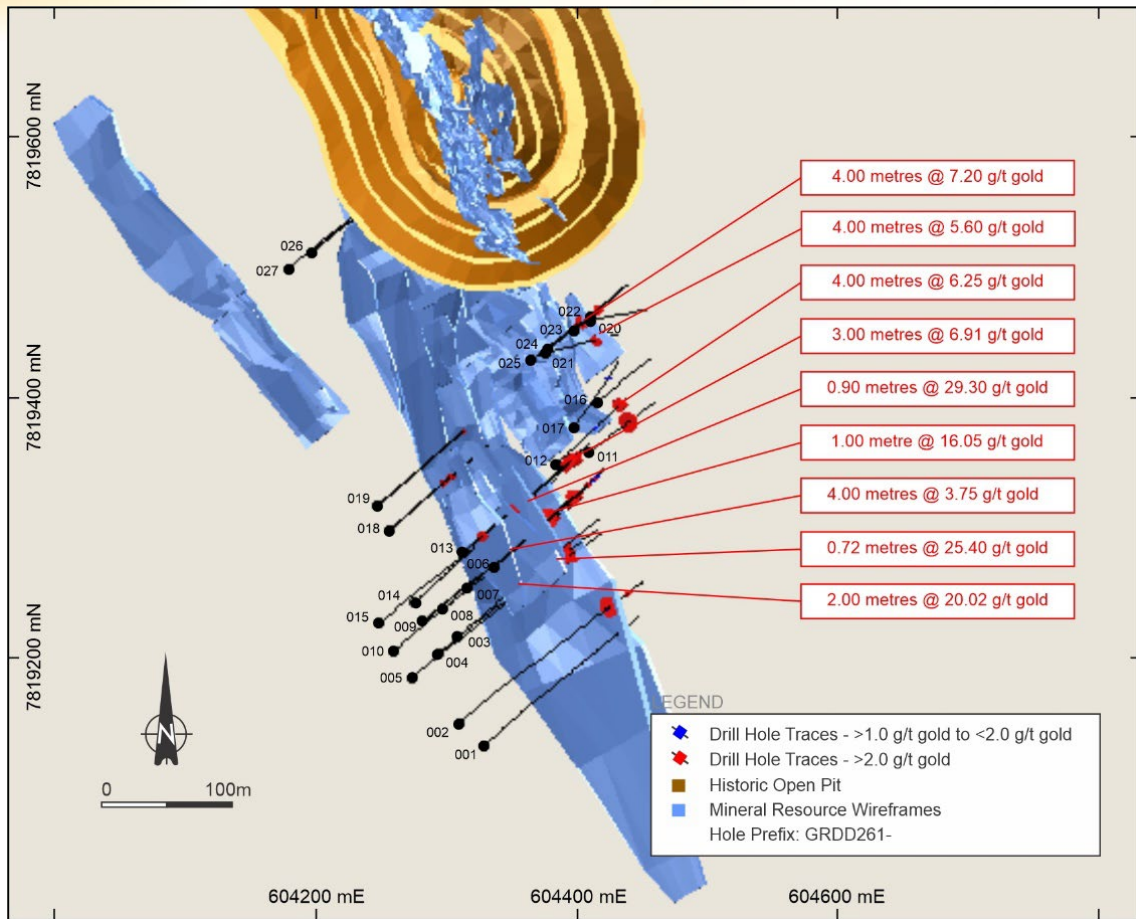 7819600 mN
7819400 mN
7819200 mN
4.00 metres @ 7.20 g/t gold
4.00 metres @ 5.60 g/t gold
4.00 metres @ 6.25 g/t gold
3.00 metres @ 6.91 g/t gold
0.90 metres @ 29.30 g/t gold
1.00 metre @ 16.05 g/t gold
4.00 metres @ 3.75 g/t gold
0.72 metres @ 25.40 g/t gold
2.00 metres @ 20.02 g/t gold
026
027
022
023
020
024
025
021
016
017
012
011
019
018
013
006
014
007
015
009
008
003
010
004
005
002
001
N
0
100m
EGEND
Drill Hole Traces - >1.0 g/t gold to <2.0 g/t gold
Drill Hole Traces - >2.0 g/t gold
Historic Open Pit
Mineral Resource Wireframes
Hole Prefix: GRDD261-
604200 mE
604400 mE
604600 mE